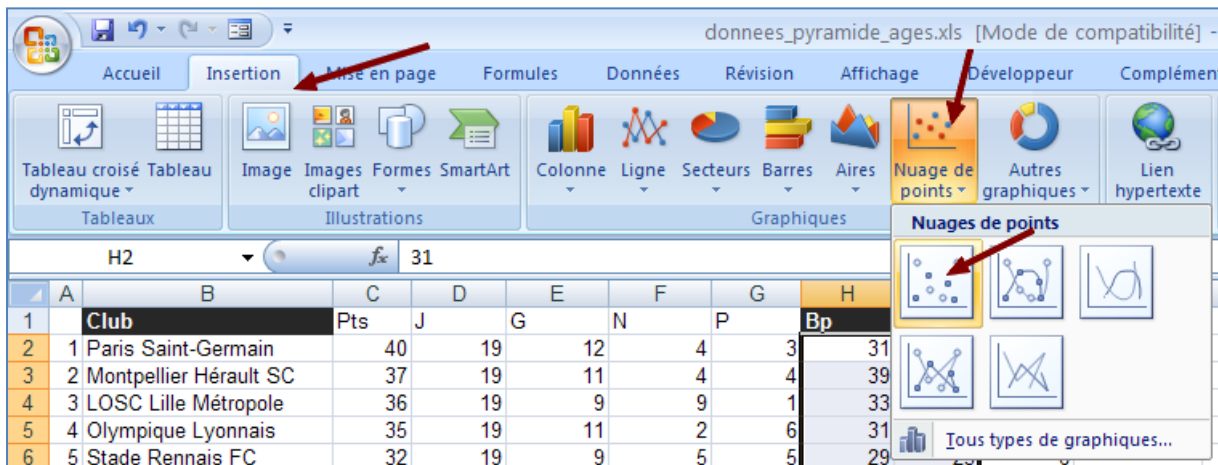 donnees_pyramide_ages.xls [Mode de compatibilité] -
Accueil Insertion Mise en page Formules Données Révision Affichage Développeur Complémen
Tableau croisé dynamique Tableau Image Images clipart Formes SmartArt Colonne Ligne Secteurs Barres Aires Nuage de points Autres graphiques Lien hypertexte
Tableaux Illustrations Graphiques
Nuages de points
H2 fx 31
A B C D E F G H
1 Club Pts J G N P Bp
2 1 Paris Saint-Germain 40 19 12 4 3 31
3 2 Montpellier Hérault SC 37 19 11 4 4 39
4 3 LOSC Lille Métropole 36 19 9 9 1 33
5 4 Olympique Lyonnais 35 19 11 2 6 31
6 5 Stade Rennais FC 32 19 9 5 5 29
Tous types de graphiques...